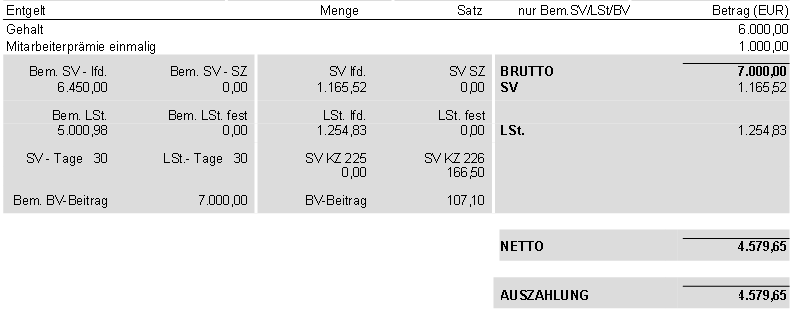 Entgelt Menge Satz nur Bem.SV/LSt/BV Betrag (EUR)
Gehalt 6.000,00
Mitarbeiterprämie einmalig 1.000,00
Bem. SV - lfd. Bem. SV - SZ SV lfd. SV SZ BRUTTO 7.000,00
6.450,00 0,00 1.165,52 0,00 SV 1.165,52
Bem. LSt. Bem. LSt. fest LSt. lfd. LSt. fest
5.000,98 0,00 1.254,83 0,00 LSt. 1.254,83
SV - Tage 30 LSt.- Tage 30 SV KZ 225 SV KZ 226
0,00 166,50
Bem. BV-Beitrag 7.000,00 BV-Beitrag 107,10
NETTO 4.579,65
AUSZAHLUNG 4.579,65